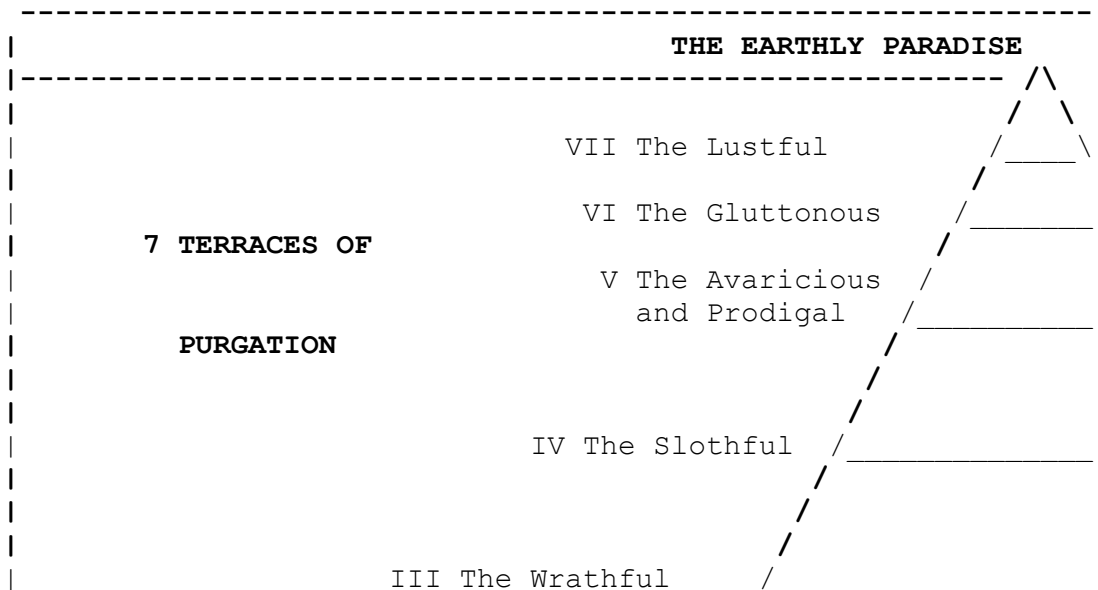 THE EARTHLY PARADISE
VII The Lustful
VI The Gluttonous
7 TERRACES OF
V The Avaricious
and Prodigal
PURGATION
IV The Slothful
III The Wrathful